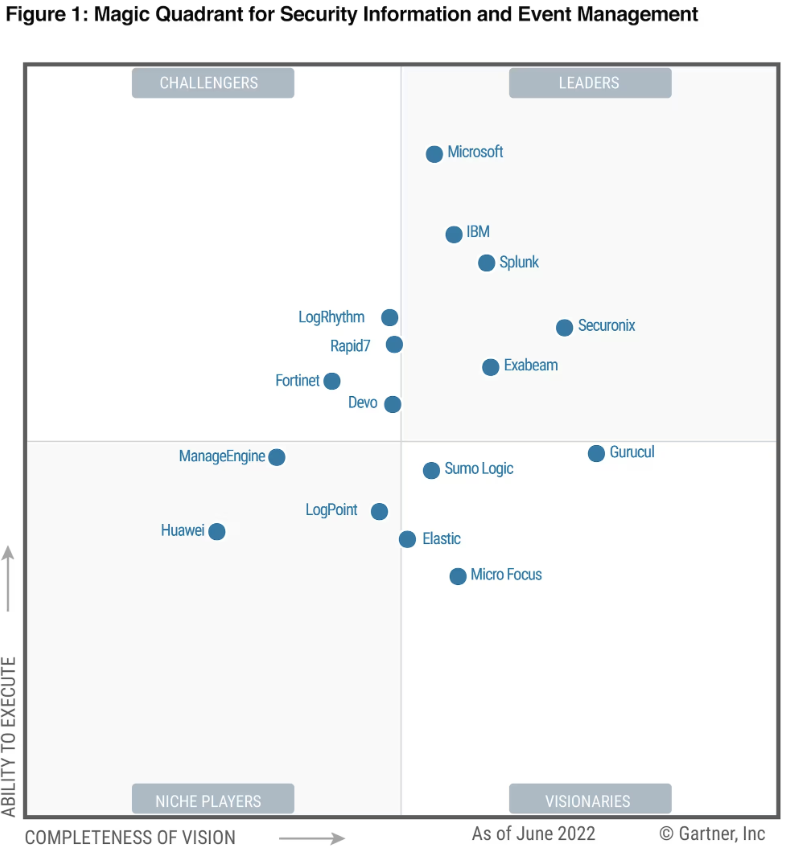 Figure 1: Magic Quadrant for Security Information and Event Management
CHALLENGERS
LEADERS
Microsoft
IBM
Splunk
LogRhythm
Securonix
Rapid7
Exabeam
Fortinet
Devo
ManageEngine
Gurucul
Sumo Logic
LogPoint
Huawei
Elastic
Micro Focus
ABILITY TO EXECUTE
NICHE PLAYERS
VISIONARIES
COMPLETENESS OF VISION
As of June 2022
© Gartner, Inc